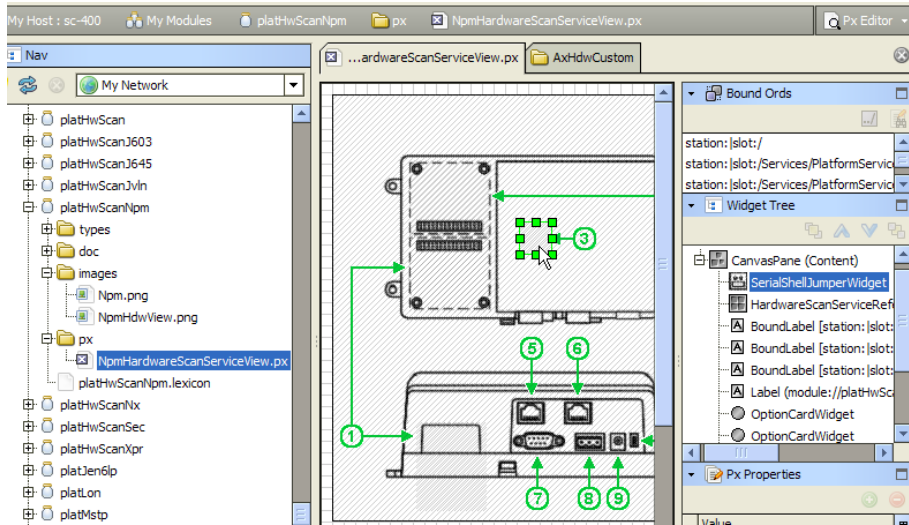 My Host : sc-400 My Modules platHwScanNpm px NpmHardwareScanServiceView.px Px Editor
Nav
My Network
platHwScan
platHwScanJ603
platHwScanJ645
platHwScanJvln
platHwScanNpm
types
doc
images
Npm.png
NpmHdwView.png
px
NpmHardwareScanServiceView.px
platHwScanNpm.lexicon
platHwScanNx
platHwScanSec
platHwScanXpr
platJen6lp
platLon
platMstp
...ardwareScanServiceView.px AxHdwCustom
3
5 6
1
7 8 9
Bound Ords
station:|slot:/
station:|slot:/Services/PlatformService
station:|slot:/Services/PlatformService
Widget Tree
CanvasPane (Content)
SerialShellJumperWidget
HardwareScanServiceRefe
BoundLabel [station:|slot:
BoundLabel [station:|slot:
BoundLabel [station:|slot:
Label (module://platHwSca
OptionCardWidget
OptionCardWidget
Px Properties
Value